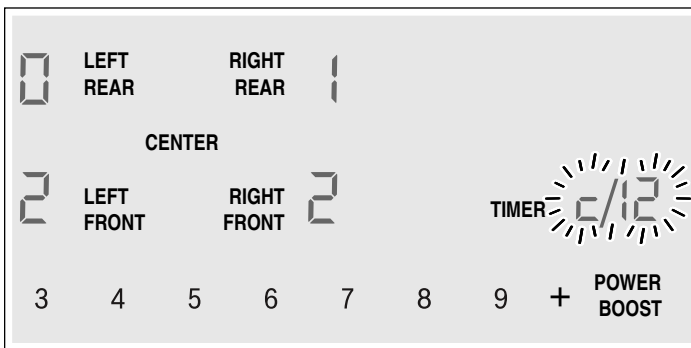 0 LEFT REAR RIGHT REAR 1
CENTER
2 LEFT FRONT RIGHT FRONT 2 TIMER c/12
3 4 5 6 7 8 9 + POWER BOOST